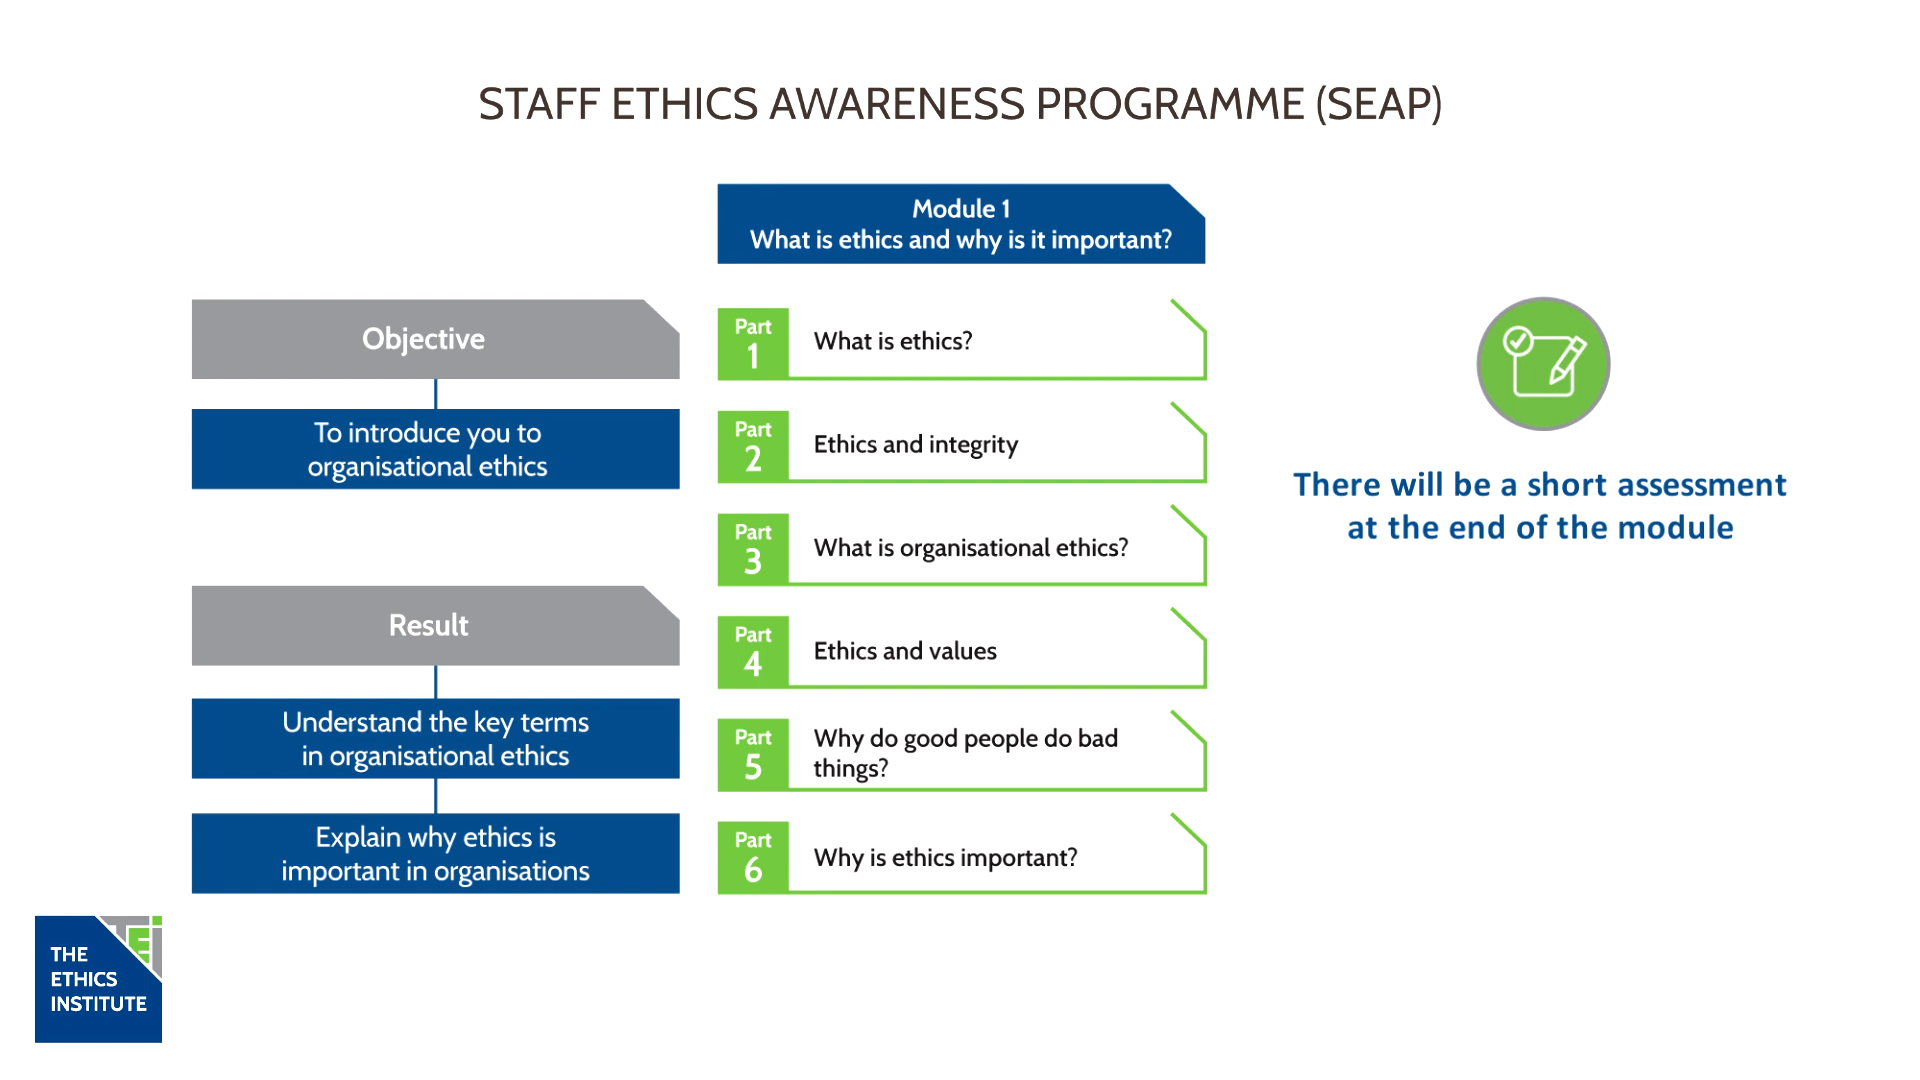 STAFF ETHICS AWARENESS PROGRAMME (SEAP)
Objective
To introduce you to
organisational ethics
Result
Understand the key terms
in organisational ethics
Explain why ethics is
important in organisations
Module 1
What is ethics and why is it important?
Part
1
What is ethics?
Part
2
Ethics and integrity
Part
3
What is organisational ethics?
Part
4
Ethics and values
Part
5
Why do good people do bad
things?
Part
6
Why is ethics important?
There will be a short assessment
at the end of the module
THE
ETHICS
INSTITUTE